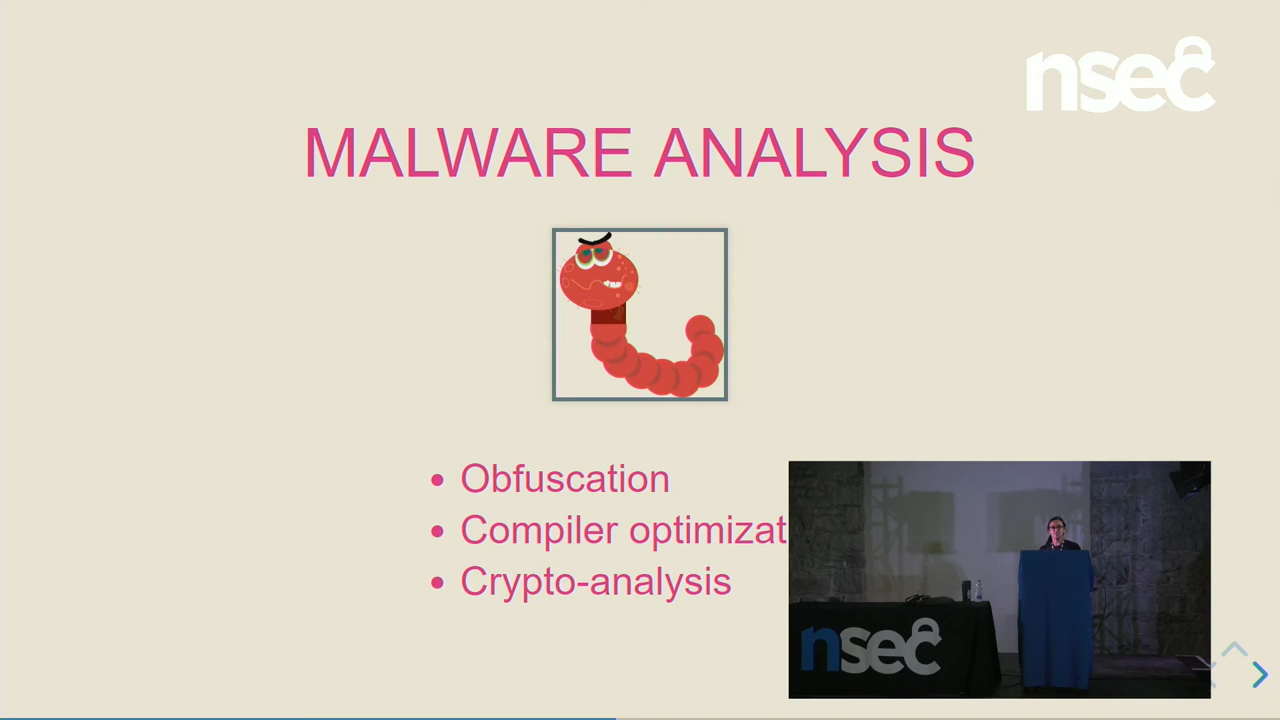 nsec
MALWARE ANALYSIS
Obfuscation
Compiler optimizat
Crypto-analysis
nsec